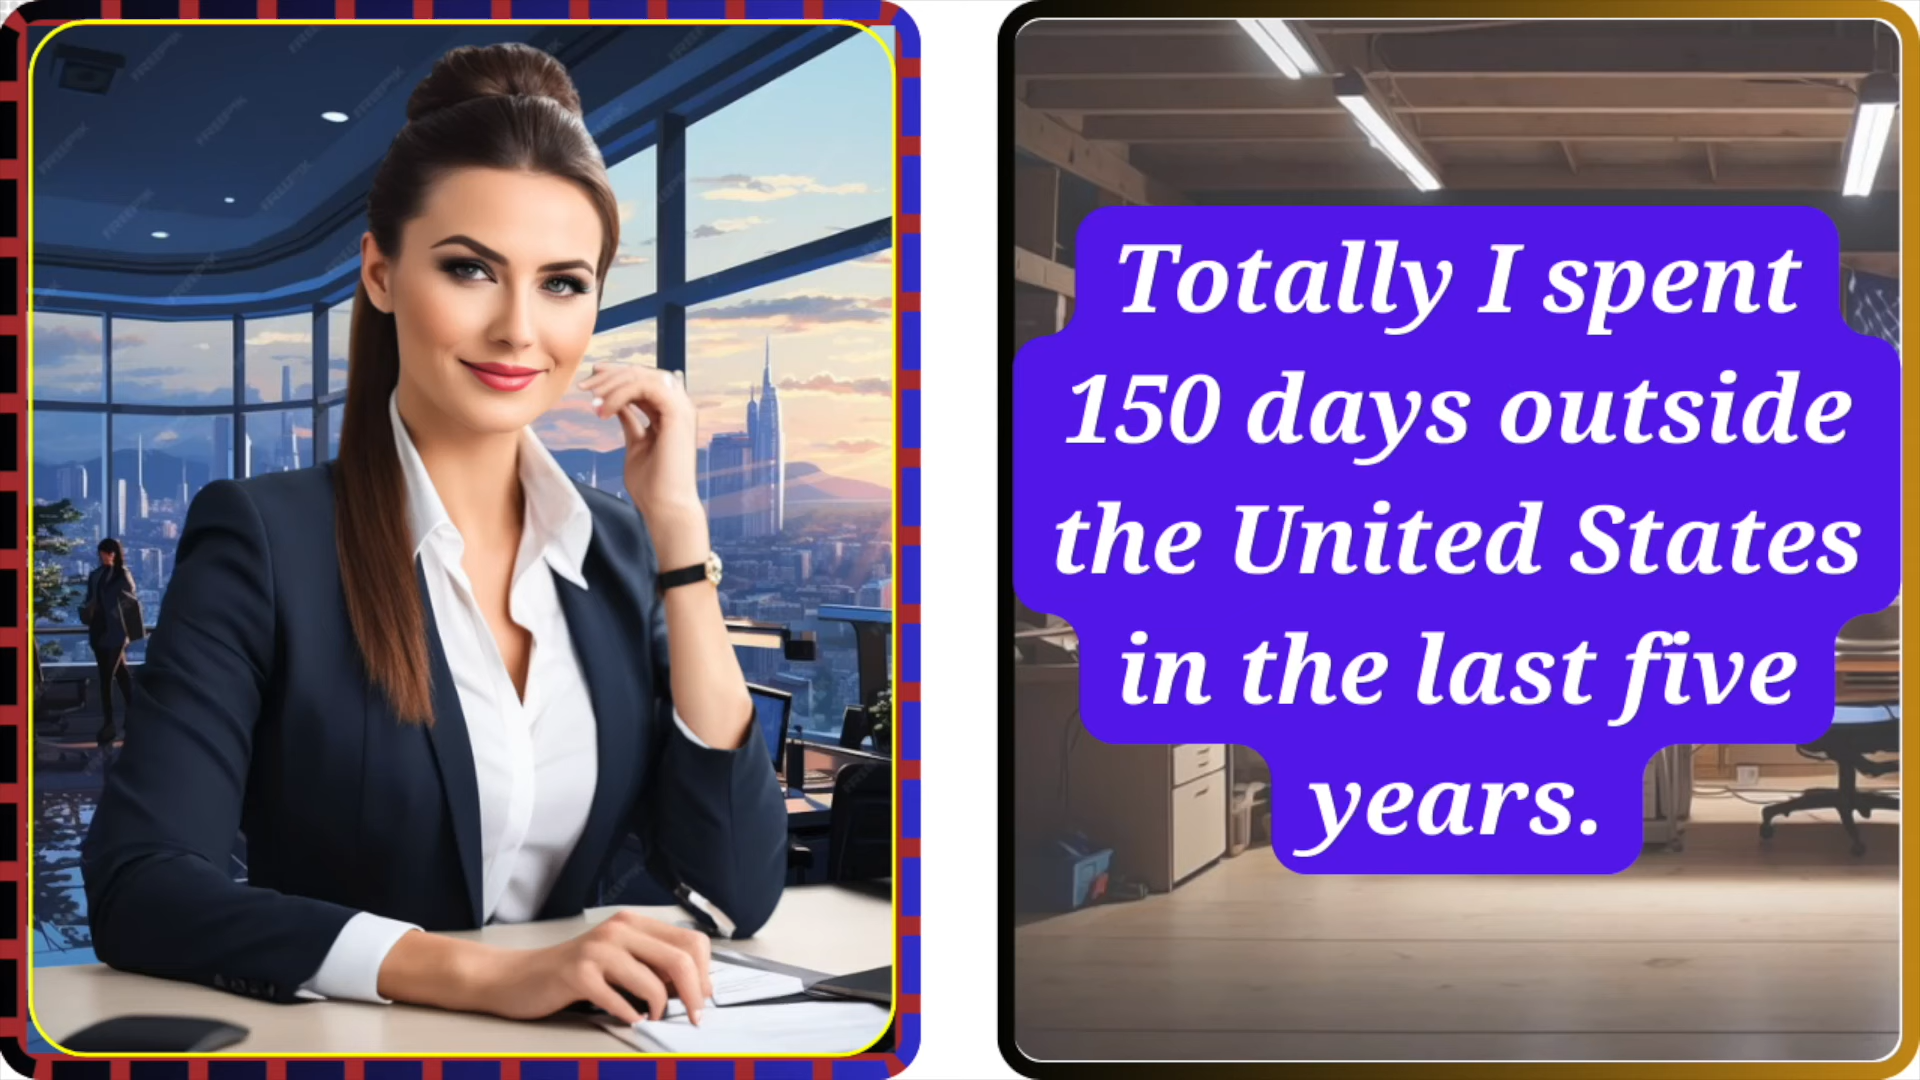 Totally I spent
150 days outside
the United States
in the last five
years.